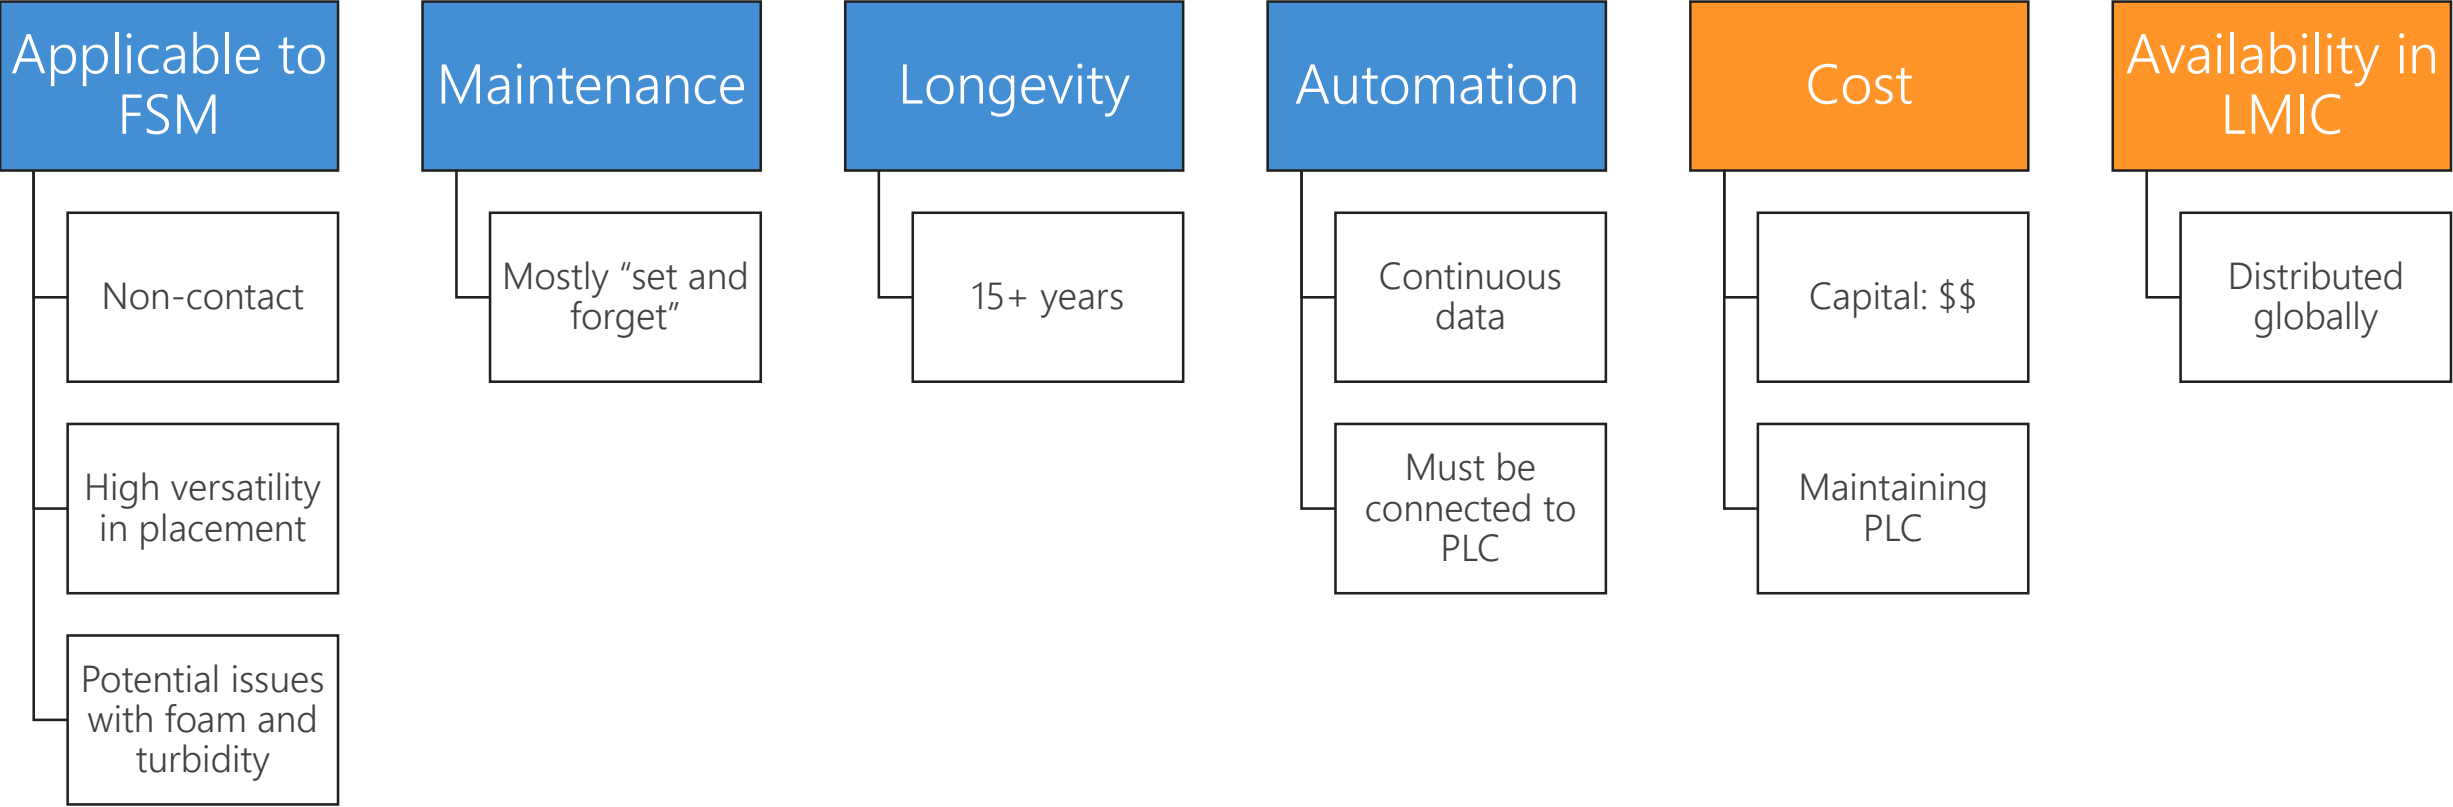 Applicable to
FSM
Non-contact
High versatility
in placement
Potential issues
with foam and
turbidity
Maintenance
Mostly “set and
forget”
Longevity
15+ years
Automation
Continuous
data
Must be
connected to
PLC
Cost
Capital: $$
Maintaining
PLC
Availability in
LMIC
Distributed
globally